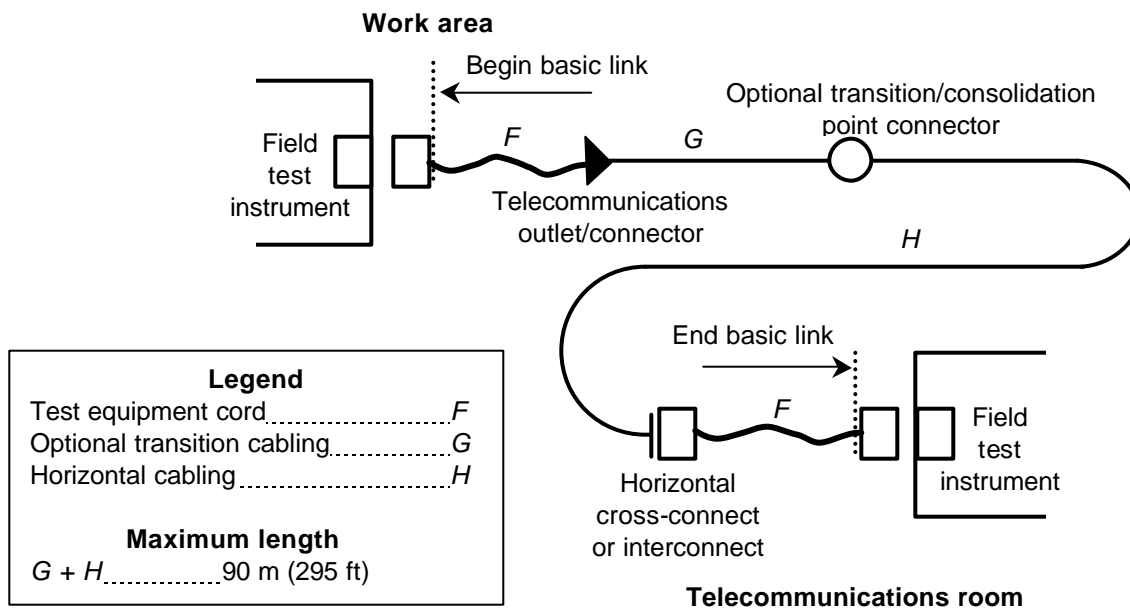 Work area
Begin basic link
Optional transition/consolidation
point connector
Field
test
instrument
F
G
Telecommunications
outlet/connector
H
End basic link
Legend
Test equipment cord F
Optional transition cabling G
Horizontal cabling H
Maximum length
G + H 90 m (295 ft)
F
Field
test
instrument
Horizontal
cross-connect
or interconnect
Telecommunications room